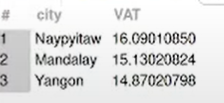 # city VAT
1 Naypyitaw 16.09010850
2 Mandalay 15.13020824
3 Yangon 14.87020798